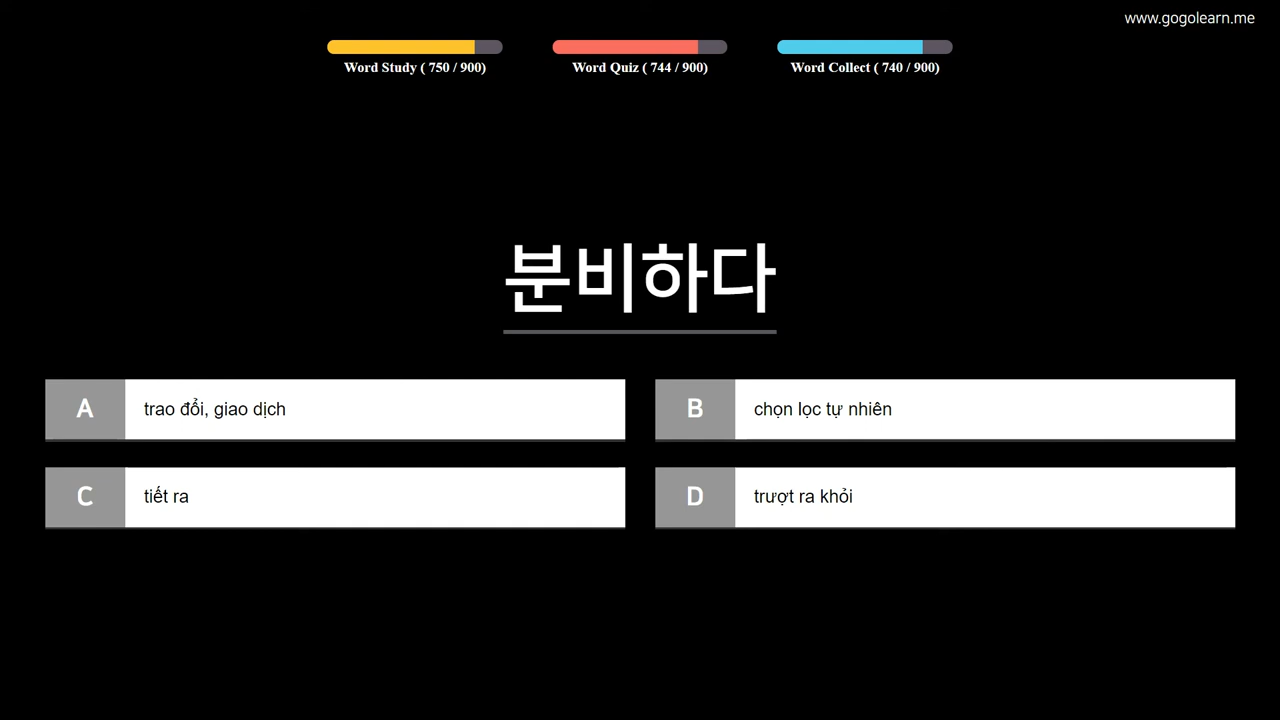 www.gogolearn.me
Word Study ( 750 / 900)
Word Quiz ( 744 / 900)
Word Collect ( 740 / 900)
분비하다
A trao đổi, giao dịch
B chọn lọc tự nhiên
C tiết ra
D trượt ra khỏi